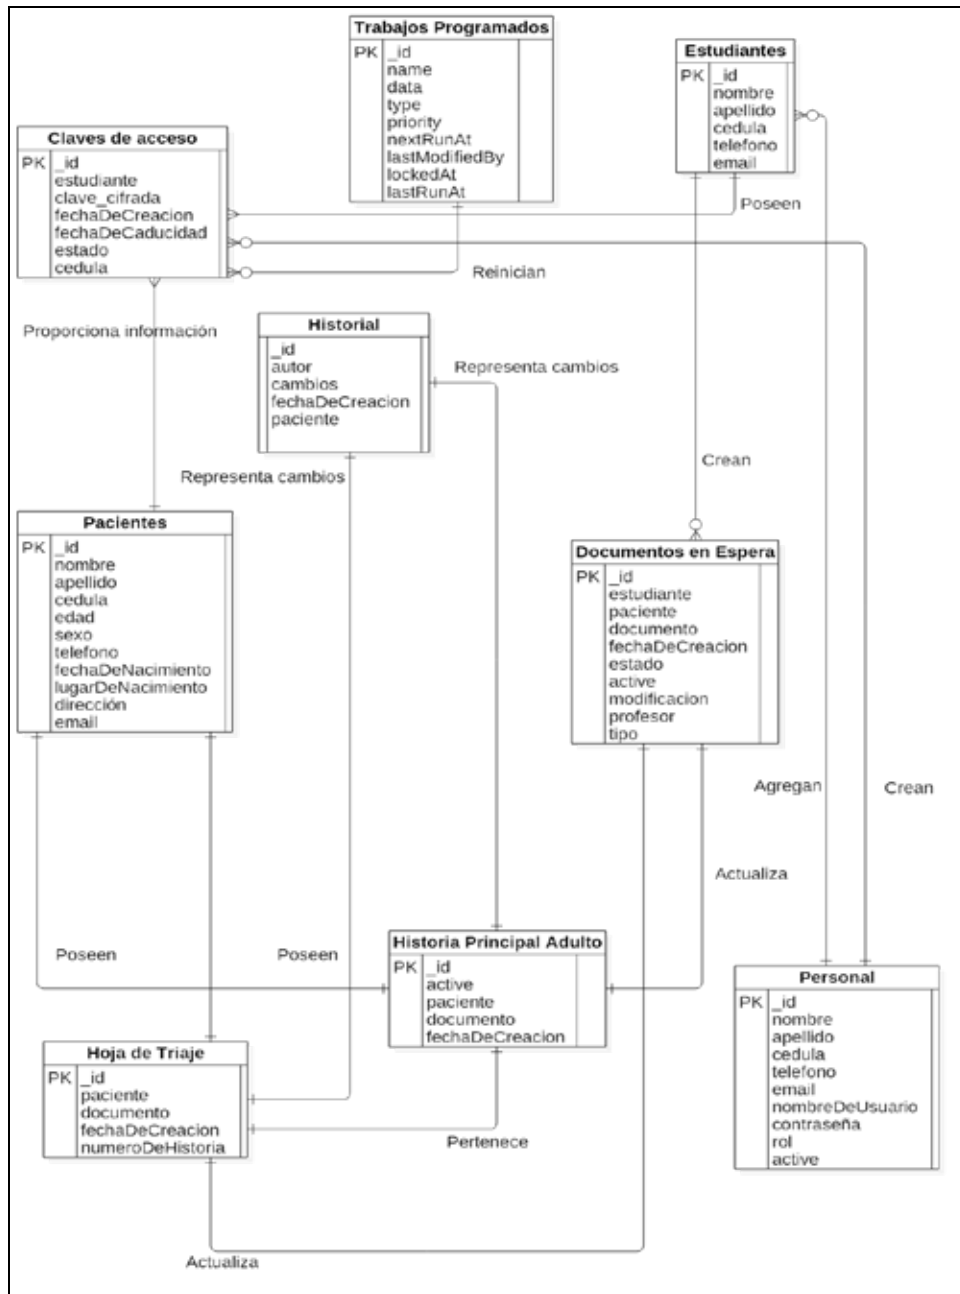 Trabajos Programados
PK
_id
name
data
type
priority
nextRunAt
lastModifiedBy
lockedAt
lastRunAt
Estudiantes
PK
_id
nombre
apellido
cedula
telefono
email
Claves de acceso
PK
_id
estudiante
clave_cifrada
fechaDeCreacion
fechaDeCaducidad
estado
cedula
Poseen
Reinician
Proporciona información
Historial
_id
autor
cambios
fechaDeCreacion
paciente
Representa cambios
Representa cambios
Crean
Pacientes
PK
_id
nombre
apellido
cedula
edad
sexo
telefono
fechaDeNacimiento
lugarDeNacimiento
dirección
email
Documentos en Espera
PK
_id
estudiante
paciente
documento
fechaDeCreacion
estado
active
modificacion
profesor
tipo
Agregan
Crean
Actualiza
Poseen
Poseen
Historia Principal Adulto
PK
_id
active
paciente
documento
fechaDeCreacion
Personal
PK
_id
nombre
apellido
cedula
telefono
email
nombreDeUsuario
contraseña
rol
active
Hoja de Triaje
PK
_id
paciente
documento
fechaDeCreacion
numeroDeHistoria
Pertenece
Actualiza